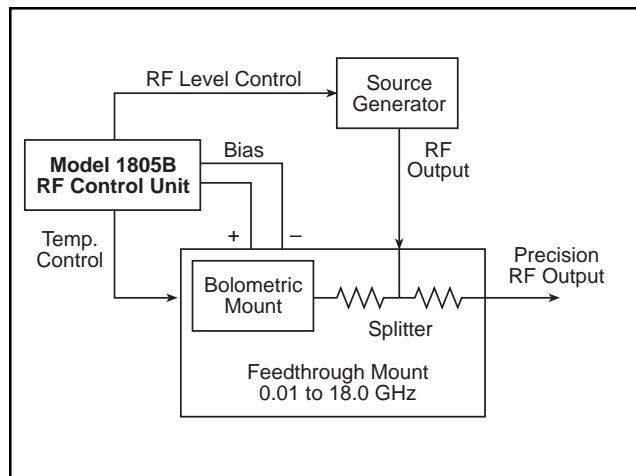 RF Level Control
Source
Generator
Model 1805B
RF Control Unit
Bias
RF
Output
+ –
Temp.
Control
Precision
RF Output
Bolometric
Mount
Splitter
Feedthrough Mount
0.01 to 18.0 GHz